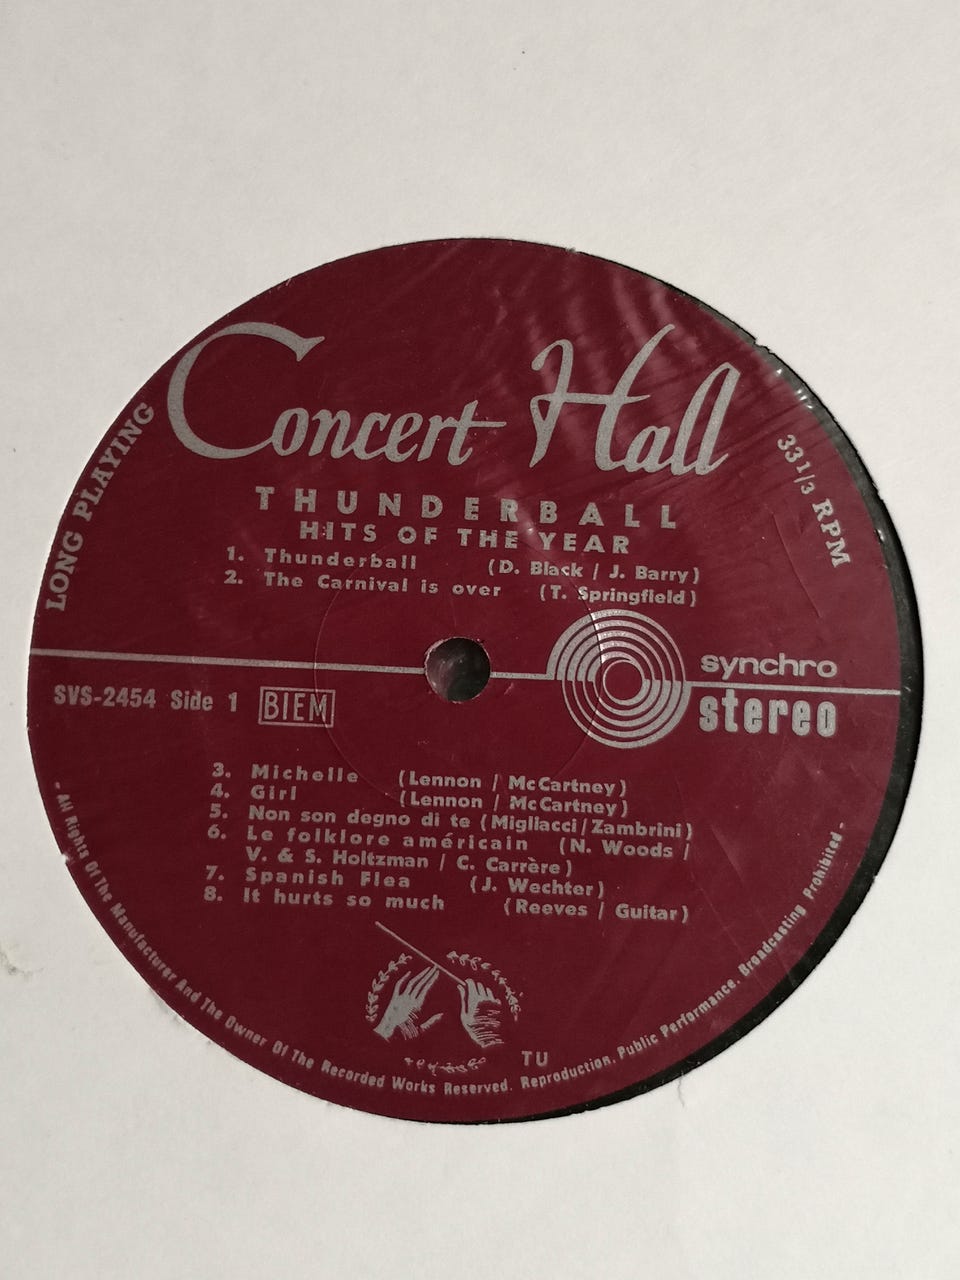 Concert Hall
LONG PLAYING
33 1/3 RPM
THUNDERBALL
HITS OF THE YEAR
1. Thunderball (D. Black / J. Barry)
2. The Carnival is over (T. Springfield)
synchro
stereo
SVS-2454 Side 1 BIEM
3. Michelle (Lennon / McCartney)
4. Girl (Lennon / McCartney)
5. Non son degno di te (Migliacci/Zambrini)
6. Le folklore américain (N. Woods /
V. & S. Holtzman / C. Carrère)
7. Spanish Flea (J. Wechter)
8. It hurts so much (Reeves / Guitar)
TU
- All Rights Of The Manufacturer And The Owner Of The Recorded Works Reserved. Reproduction. Public Performance. Broadcasting Prohibited -